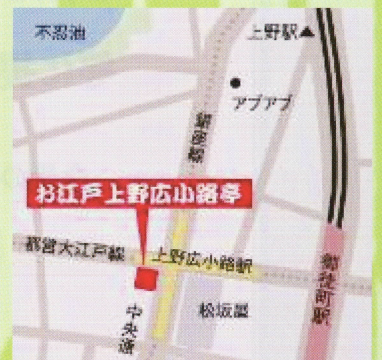 不忍池
上野駅▲
アブアブ
銀座線
お江戸上野広小路亭
都営大江戸線
上野広小路駅
御徒町駅
松坂屋
中央通